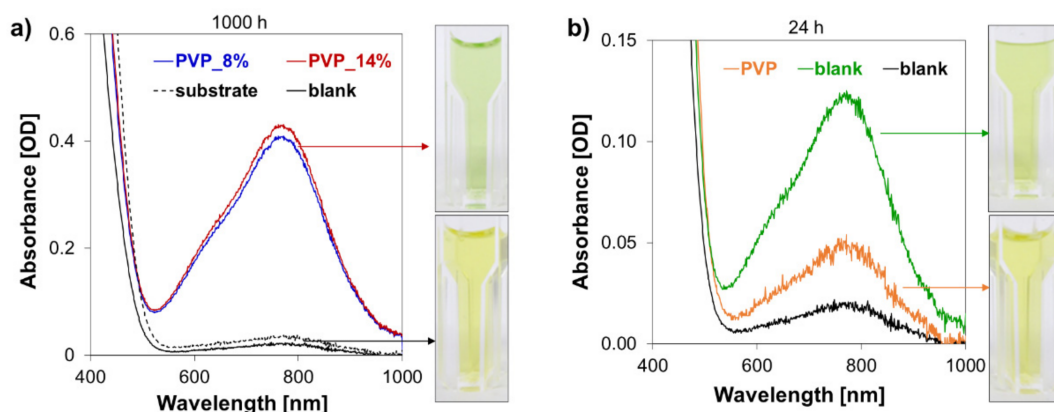 a)
1000 h
0.6
0.4
0.2
0
PVP_8%
PVP_14%
substrate
blank
Absorbance [OD]
400
600
800
1000
Wavelength [nm]
b)
24 h
0.15
0.10
0.05
0.00
PVP
blank
blank
Absorbance [OD]
400
600
800
1000
Wavelength [nm]